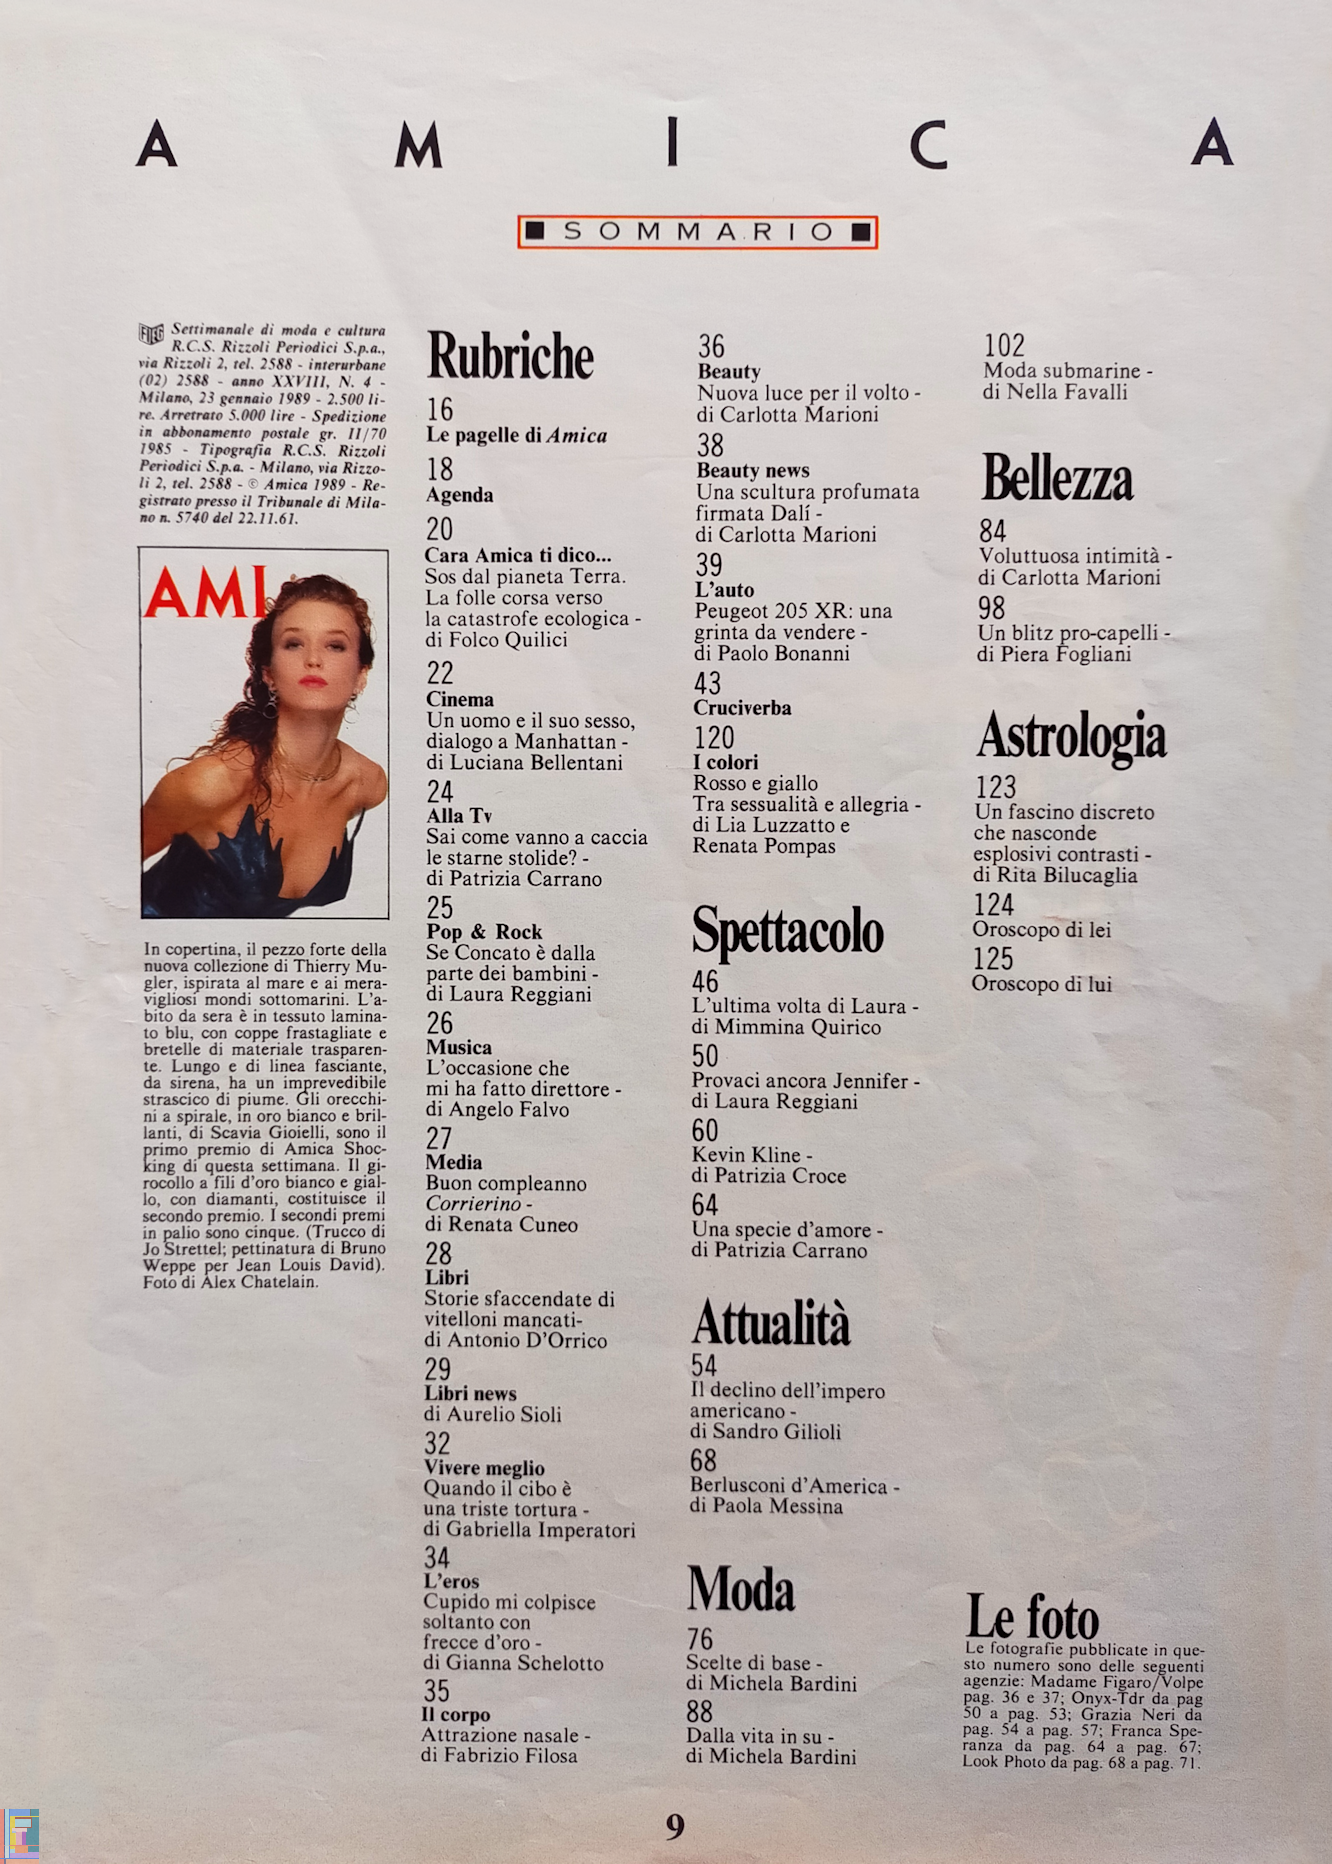 A M I C A
SOMMARIO
FIEG Settimanale di moda e cultura
R.C.S. Rizzoli Periodici S.p.a.,
via Rizzoli 2, tel. 2588 - interurbane
(02) 2588 - anno XXVIII, N. 4 -
Milano, 23 gennaio 1989 - 2.500 li-
re. Arretrato 5.000 lire - Spedizione
in abbonamento postale gr. II/70
1985 - Tipografia R.C.S. Rizzoli
Periodici S.p.a. - Milano, via Rizzo-
li 2, tel. 2588 - © Amica 1989 - Re-
gistrato presso il Tribunale di Mila-
no n. 5740 del 22.11.61.
AMI
In copertina, il pezzo forte della
nuova collezione di Thierry Mu-
gler, ispirata al mare e ai mera-
vigliosi mondi sottomarini. L'a-
bito da sera è in tessuto lamina-
to blu, con coppe frastagliate e
bretelle di materiale trasparen-
te. Lungo e di linea fasciante,
da sirena, ha un imprevedibile
strascico di piume. Gli orecchi-
ni a spirale, in oro bianco e bril-
lanti, di Scavia Gioielli, sono il
primo premio di Amica Shoc-
king di questa settimana. Il gi-
rocollo a fili d'oro bianco e gial-
lo, con diamanti, costituisce il
secondo premio. I secondi premi
in palio sono cinque. (Trucco di
Jo Strettel; pettinatura di Bruno
Weppe per Jean Louis David).
Foto di Alex Chatelain.
Rubriche
16
Le pagelle di Amica
18
Agenda
20
Cara Amica ti dico...
Sos dal pianeta Terra.
La folle corsa verso
la catastrofe ecologica -
di Folco Quilici
22
Cinema
Un uomo e il suo sesso,
dialogo a Manhattan -
di Luciana Bellentani
24
Alla Tv
Sai come vanno a caccia
le starne stolide? -
di Patrizia Carrano
25
Pop & Rock
Se Concato è dalla
parte dei bambini -
di Laura Reggiani
26
Musica
L'occasione che
mi ha fatto direttore -
di Angelo Falvo
27
Media
Buon compleanno
Corrierino -
di Renata Cuneo
28
Libri
Storie sfaccendate di
vitelloni mancati-
di Antonio D'Orrico
29
Libri news
di Aurelio Sioli
32
Vivere meglio
Quando il cibo è
una triste tortura -
di Gabriella Imperatori
34
L'eros
Cupido mi colpisce
soltanto con
frecce d'oro -
di Gianna Schelotto
35
Il corpo
Attrazione nasale -
di Fabrizio Filosa
36
Beauty
Nuova luce per il volto -
di Carlotta Marioni
38
Beauty news
Una scultura profumata
firmata Dalí -
di Carlotta Marioni
39
L'auto
Peugeot 205 XR: una
grinta da vendere -
di Paolo Bonanni
43
Cruciverba
120
I colori
Rosso e giallo
Tra sessualità e allegria -
di Lia Luzzatto e
Renata Pompas
Spettacolo
46
L'ultima volta di Laura -
di Mimmina Quirico
50
Provaci ancora Jennifer -
di Laura Reggiani
60
Kevin Kline -
di Patrizia Croce
64
Una specie d'amore -
di Patrizia Carrano
Attualità
54
Il declino dell'impero
americano -
di Sandro Gilioli
68
Berlusconi d'America -
di Paola Messina
Moda
76
Scelte di base -
di Michela Bardini
88
Dalla vita in su -
di Michela Bardini
102
Moda submarine -
di Nella Favalli
Bellezza
84
Voluttuosa intimità -
di Carlotta Marioni
98
Un blitz pro-capelli -
di Piera Fogliani
Astrologia
123
Un fascino discreto
che nasconde
esplosivi contrasti -
di Rita Bilucaglia
124
Oroscopo di lei
125
Oroscopo di lui
Le foto
Le fotografie pubblicate in que-
sto numero sono delle seguenti
agenzie: Madame Figaro/Volpe
pag. 36 e 37; Onyx-Tdr da pag
50 a pag. 53; Grazia Neri da
pag. 54 a pag. 57; Franca Spe-
ranza da pag. 64 a pag. 67;
Look Photo da pag. 68 a pag. 71.
9